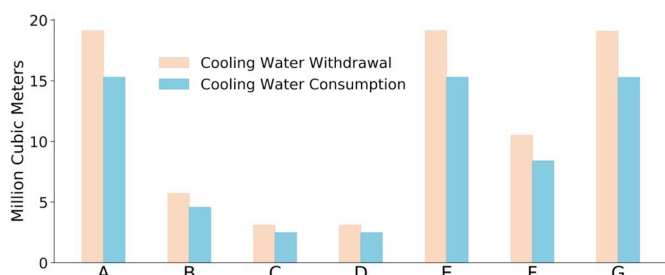 20
Cooling Water Withdrawal
15
Cooling Water Consumption
10
5
0
Million Cubic Meters
A B C D E F G